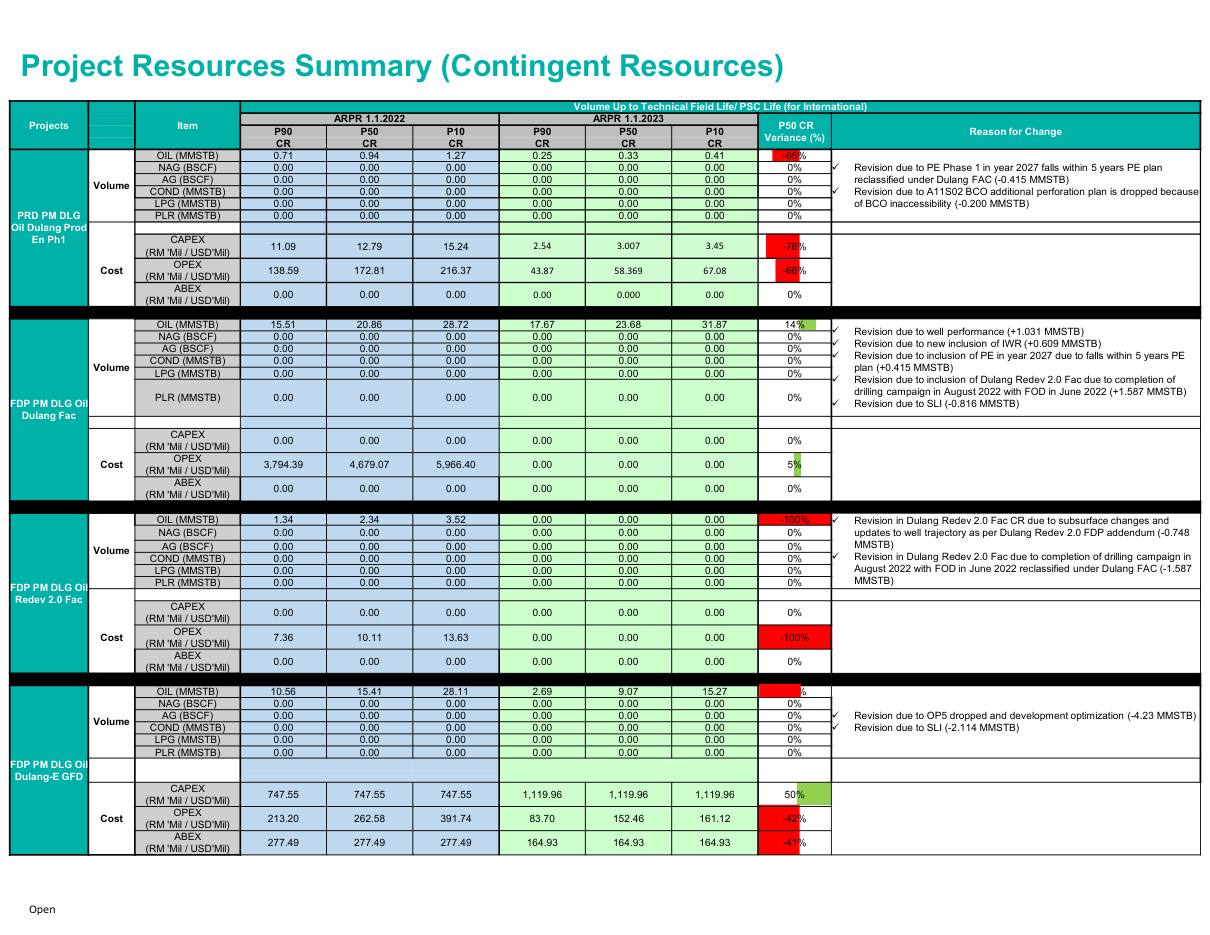 Project Resources Summary (Contingent Resources)
Projects Item Volume Up to Technical Field Life/ PSC Life (for International)
ARPR 1.1.2022 ARPR 1.1.2023 P50 CR Variance (%) Reason for Change
P90 CR P50 CR P10 CR P90 CR P50 CR P10 CR
PRD PM DLG
Oil Dulang Prod
En Ph1
Volume
OIL (MMSTB) 0.71 0.94 1.27 0.25 0.33 0.41 -65%
NAG (BSCF) 0.00 0.00 0.00 0.00 0.00 0.00 0%
AG (BSCF) 0.00 0.00 0.00 0.00 0.00 0.00 0%
COND (MMSTB) 0.00 0.00 0.00 0.00 0.00 0.00 0%
LPG (MMSTB) 0.00 0.00 0.00 0.00 0.00 0.00 0%
PLR (MMSTB) 0.00 0.00 0.00 0.00 0.00 0.00 0%
✓ Revision due to PE Phase 1 in year 2027 falls within 5 years PE plan
reclassified under Dulang FAC (-0.415 MMSTB)
✓ Revision due to A11S02 BCO additional perforation plan is dropped because
of BCO inaccessibility (-0.200 MMSTB)
Cost
CAPEX
(RM 'Mil / USD'Mil) 11.09 12.79 15.24 2.54 3.007 3.45 -76%
OPEX
(RM 'Mil / USD'Mil) 138.59 172.81 216.37 43.87 58.369 67.08 -66%
ABEX
(RM 'Mil / USD'Mil) 0.00 0.00 0.00 0.00 0.000 0.00 0%
FDP PM DLG Oil
Dulang Fac
Volume
OIL (MMSTB) 15.51 20.86 28.72 17.67 23.68 31.87 14%
NAG (BSCF) 0.00 0.00 0.00 0.00 0.00 0.00 0%
AG (BSCF) 0.00 0.00 0.00 0.00 0.00 0.00 0%
COND (MMSTB) 0.00 0.00 0.00 0.00 0.00 0.00 0%
LPG (MMSTB) 0.00 0.00 0.00 0.00 0.00 0.00 0%
PLR (MMSTB) 0.00 0.00 0.00 0.00 0.00 0.00 0%
✓ Revision due to well performance (+1.031 MMSTB)
✓ Revision due to new inclusion of IWR (+0.609 MMSTB)
✓ Revision due to inclusion of PE in year 2027 due to falls within 5 years PE
plan (+0.415 MMSTB)
✓ Revision due to inclusion of Dulang Redev 2.0 Fac due to completion of
drilling campaign in August 2022 with FOD in June 2022 (+1.587 MMSTB)
✓ Revision due to SLI (-0.816 MMSTB)
Cost
CAPEX
(RM 'Mil / USD'Mil) 0.00 0.00 0.00 0.00 0.00 0.00 0%
OPEX
(RM 'Mil / USD'Mil) 3,794.39 4,679.07 5,966.40 0.00 0.00 0.00 5%
ABEX
(RM 'Mil / USD'Mil) 0.00 0.00 0.00 0.00 0.00 0.00 0%
FDP PM DLG Oil
Redev 2.0 Fac
Volume
OIL (MMSTB) 1.34 2.34 3.52 0.00 0.00 0.00 -100%
NAG (BSCF) 0.00 0.00 0.00 0.00 0.00 0.00 0%
AG (BSCF) 0.00 0.00 0.00 0.00 0.00 0.00 0%
COND (MMSTB) 0.00 0.00 0.00 0.00 0.00 0.00 0%
LPG (MMSTB) 0.00 0.00 0.00 0.00 0.00 0.00 0%
PLR (MMSTB) 0.00 0.00 0.00 0.00 0.00 0.00 0%
✓ Revision in Dulang Redev 2.0 Fac CR due to subsurface changes and
updates to well trajectory as per Dulang Redev 2.0 FDP addendum (-0.748
MMSTB)
✓ Revision in Dulang Redev 2.0 Fac due to completion of drilling campaign in
August 2022 with FOD in June 2022 reclassified under Dulang FAC (-1.587
MMSTB)
Cost
CAPEX
(RM 'Mil / USD'Mil) 0.00 0.00 0.00 0.00 0.00 0.00 0%
OPEX
(RM 'Mil / USD'Mil) 7.36 10.11 13.63 0.00 0.00 0.00 -100%
ABEX
(RM 'Mil / USD'Mil) 0.00 0.00 0.00 0.00 0.00 0.00 0%
FDP PM DLG Oil
Dulang-E GFD
Volume
OIL (MMSTB) 10.56 15.41 28.11 2.69 9.07 15.27 %
NAG (BSCF) 0.00 0.00 0.00 0.00 0.00 0.00 0%
AG (BSCF) 0.00 0.00 0.00 0.00 0.00 0.00 0%
COND (MMSTB) 0.00 0.00 0.00 0.00 0.00 0.00 0%
LPG (MMSTB) 0.00 0.00 0.00 0.00 0.00 0.00 0%
PLR (MMSTB) 0.00 0.00 0.00 0.00 0.00 0.00 0%
✓ Revision due to OP5 dropped and development optimization (-4.23 MMSTB)
✓ Revision due to SLI (-2.114 MMSTB)
Cost
CAPEX
(RM 'Mil / USD'Mil) 747.55 747.55 747.55 1,119.96 1,119.96 1,119.96 50%
OPEX
(RM 'Mil / USD'Mil) 213.20 262.58 391.74 83.70 152.46 161.12 -42%
ABEX
(RM 'Mil / USD'Mil) 277.49 277.49 277.49 164.93 164.93 164.93 -41%
Open